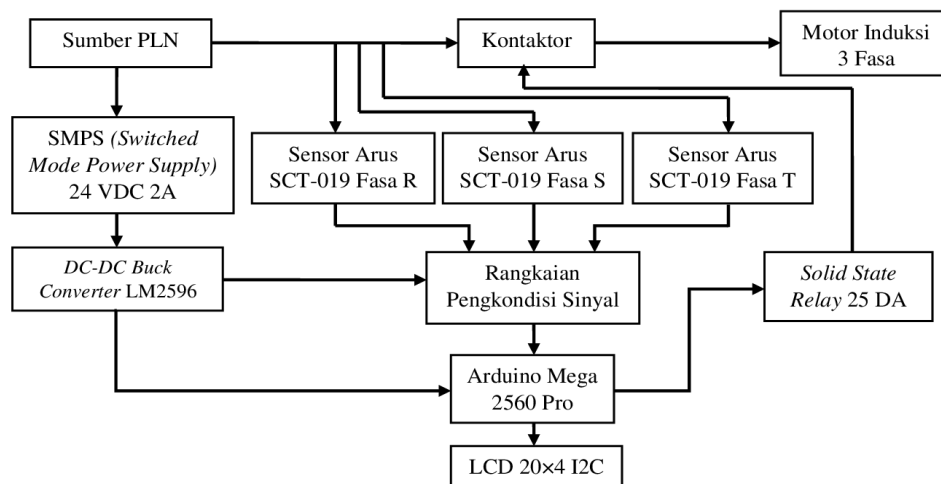 Sumber PLN
Kontaktor
Motor Induksi
3 Fasa
SMPS (Switched
Mode Power Supply)
24 VDC 2A
Sensor Arus
SCT-019 Fasa R
Sensor Arus
SCT-019 Fasa S
Sensor Arus
SCT-019 Fasa T
DC-DC Buck
Converter LM2596
Rangkaian
Pengkondisi Sinyal
Solid State
Relay 25 DA
Arduino Mega
2560 Pro
LCD 20×4 I2C